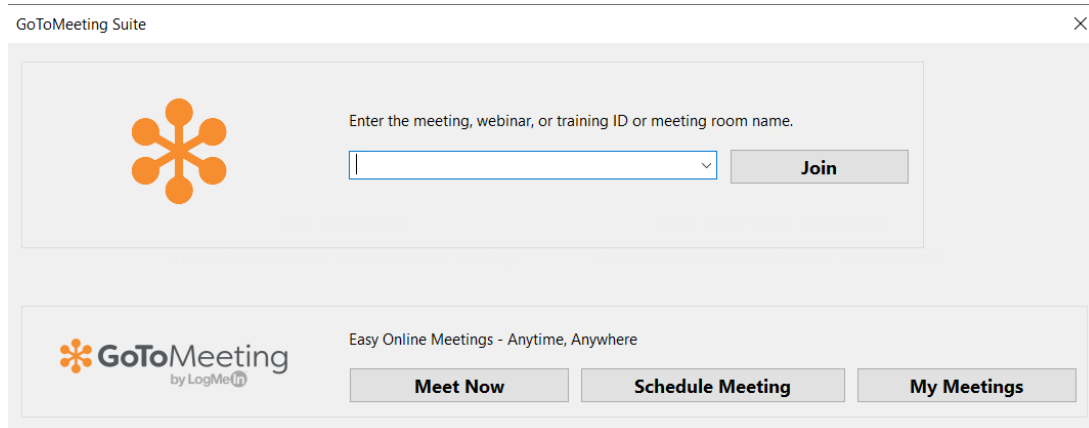 GoToMeeting Suite
Enter the meeting, webinar, or training ID or meeting room name.
Join
GoToMeeting
by LogMeIn
Easy Online Meetings - Anytime, Anywhere
Meet Now Schedule Meeting My Meetings